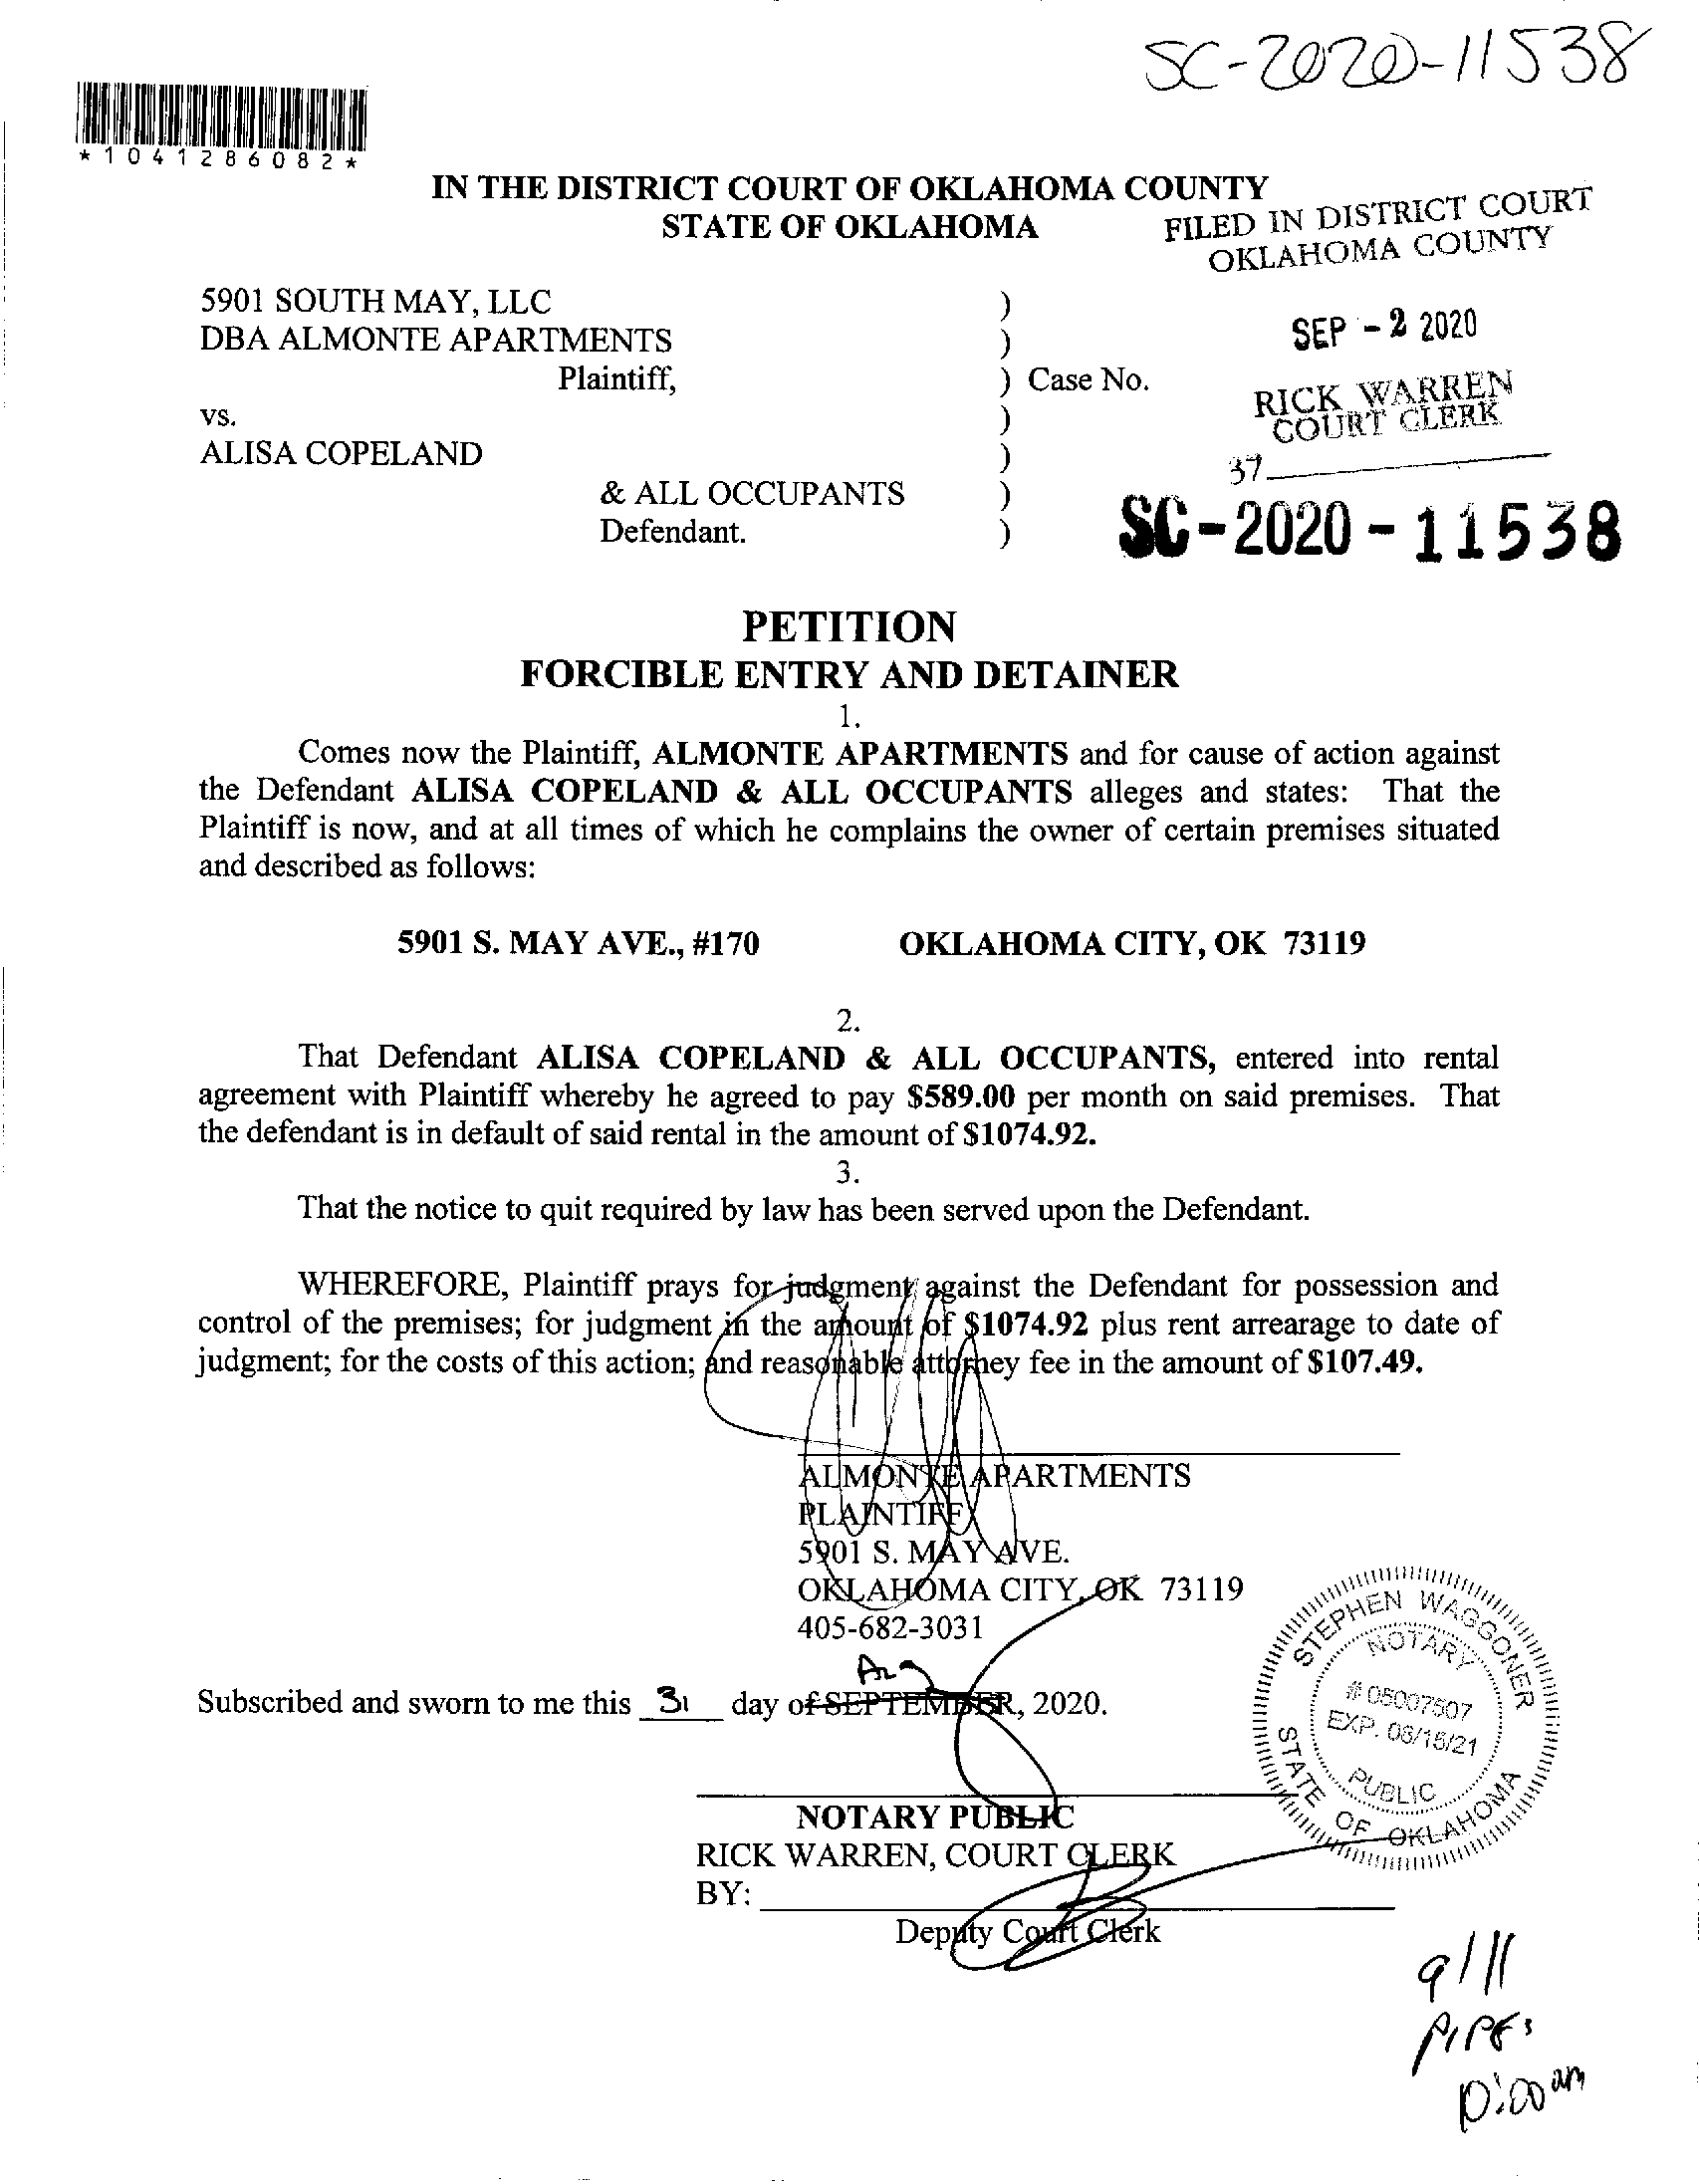 SC-2020-11538
*1041286082*
IN THE DISTRICT COURT OF OKLAHOMA COUNTY
STATE OF OKLAHOMA
FILED IN DISTRICT COURT
OKLAHOMA COUNTY
5901 SOUTH MAY, LLC
DBA ALMONTE APARTMENTS
Plaintiff,
vs.
ALISA COPELAND
& ALL OCCUPANTS
Defendant.
)
)
) Case No.
)
)
)
)
SEP - 2 2020
RICK WARREN
COURT CLERK
37
SC-2020-11538
PETITION
FORCIBLE ENTRY AND DETAINER
1.
Comes now the Plaintiff, ALMONTE APARTMENTS and for cause of action against
the Defendant ALISA COPELAND & ALL OCCUPANTS alleges and states: That the
Plaintiff is now, and at all times of which he complains the owner of certain premises situated
and described as follows:
5901 S. MAY AVE., #170 OKLAHOMA CITY, OK 73119
2.
That Defendant ALISA COPELAND & ALL OCCUPANTS, entered into rental
agreement with Plaintiff whereby he agreed to pay $589.00 per month on said premises. That
the defendant is in default of said rental in the amount of $1074.92.
3.
That the notice to quit required by law has been served upon the Defendant.
WHEREFORE, Plaintiff prays for judgment against the Defendant for possession and
control of the premises; for judgment in the amount of $1074.92 plus rent arrearage to date of
judgment; for the costs of this action; and reasonable attorney fee in the amount of $107.49.
ALMONTE APARTMENTS
PLAINTIFF
5901 S. MAY AVE.
OKLAHOMA CITY, OK 73119
405-682-3031
Aug
Subscribed and sworn to me this 31 day of SEPTEMBER, 2020.
STEPHEN WAGGONER
NOTARY
# 05007507
EXP. 08/15/21
PUBLIC
STATE OF OKLAHOMA
NOTARY PUBLIC
RICK WARREN, COURT CLERK
BY:
Deputy Court Clerk
9/11
PIPES
10:00 am